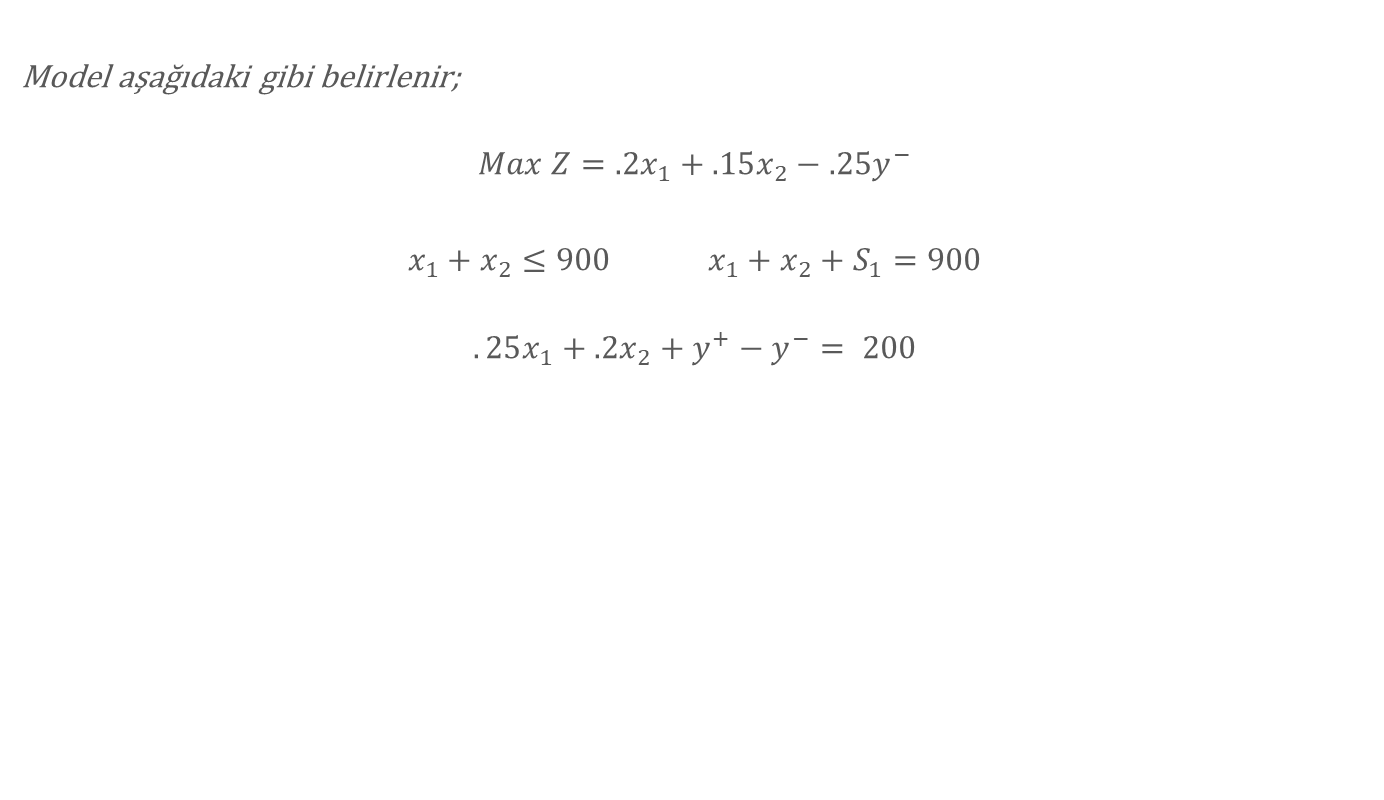 Model aşağıdaki gibi belirlenir;
Max Z = .2x₁ + .15x₂ − .25y⁻
x₁ + x₂ ≤ 900 x₁ + x₂ + S₁ = 900
.25x₁ + .2x₂ + y⁺ − y⁻ = 200